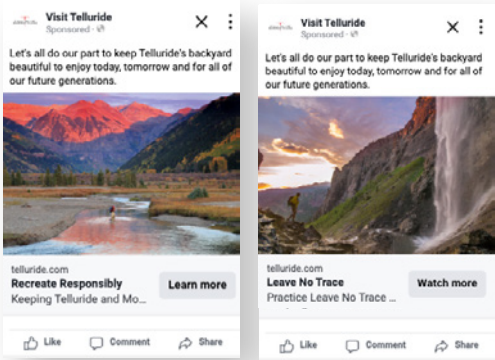 Visit Telluride
Sponsored ·
Let's all do our part to keep Telluride's backyard
beautiful to enjoy today, tomorrow and for all of
our future generations.
telluride.com
Recreate Responsibly
Keeping Telluride and Mo...
Learn more
Like
Comment
Share
Visit Telluride
Sponsored ·
Let's all do our part to keep Telluride's backyard
beautiful to enjoy today, tomorrow and for all of
our future generations.
telluride.com
Leave No Trace
Practice Leave No Trace ...
Watch more
Like
Comment
Share